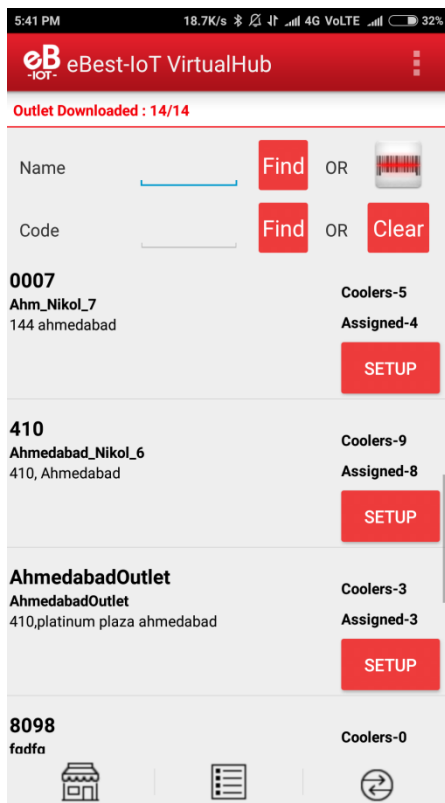 5:41 PM 18.7K/s 4G VoLTE 32%
eB -IOT- eBest-IoT VirtualHub
Outlet Downloaded : 14/14
Name Find OR
Code Find OR Clear
0007
Ahm_Nikol_7
144 ahmedabad
Coolers-5
Assigned-4
SETUP
410
Ahmedabad_Nikol_6
410, Ahmedabad
Coolers-9
Assigned-8
SETUP
AhmedabadOutlet
AhmedabadOutlet
410,platinum plaza ahmedabad
Coolers-3
Assigned-3
SETUP
8098
fadfa
Coolers-0